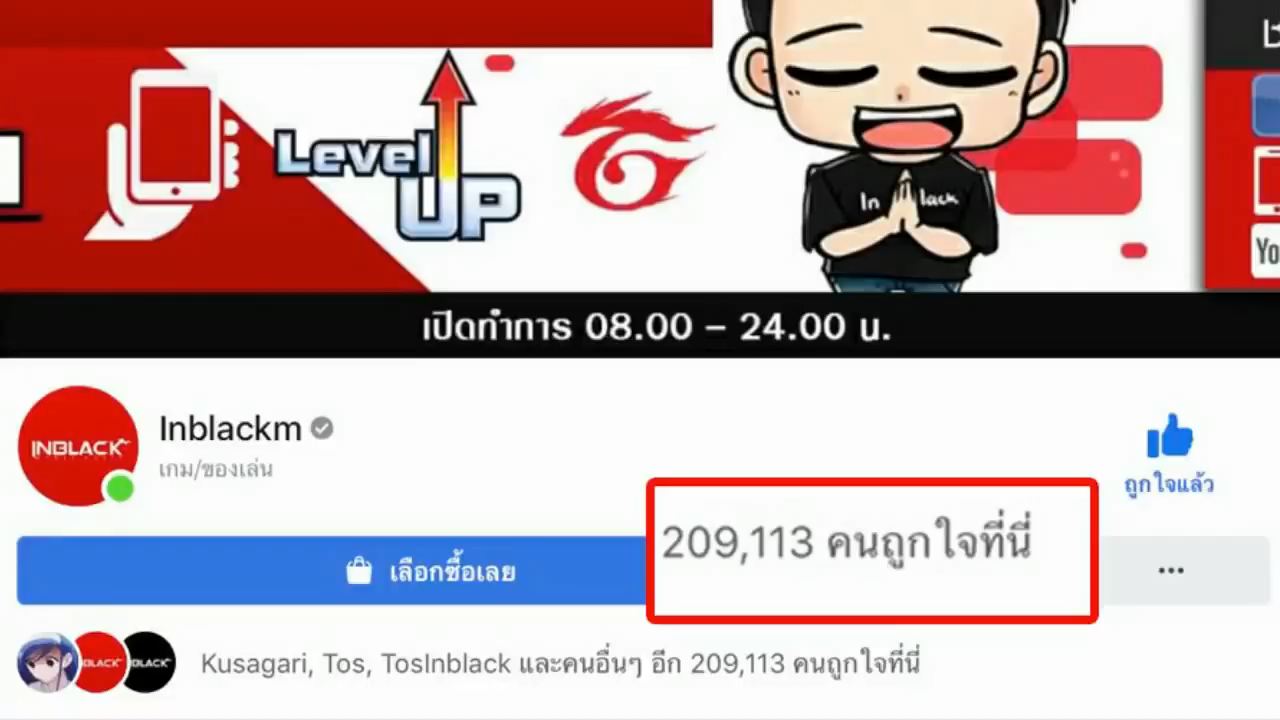 Level
UP
In lack
You
เปิดทำการ 08.00 – 24.00 น.
INBLACK
Inblackm
เกม/ของเล่น
ถูกใจแล้ว
209,113 คนถูกใจที่นี่
เลือกซื้อเลย
BLACK BLACK
Kusagari, Tos, TosInblack และคนอื่นๆ อีก 209,113 คนถูกใจที่นี่